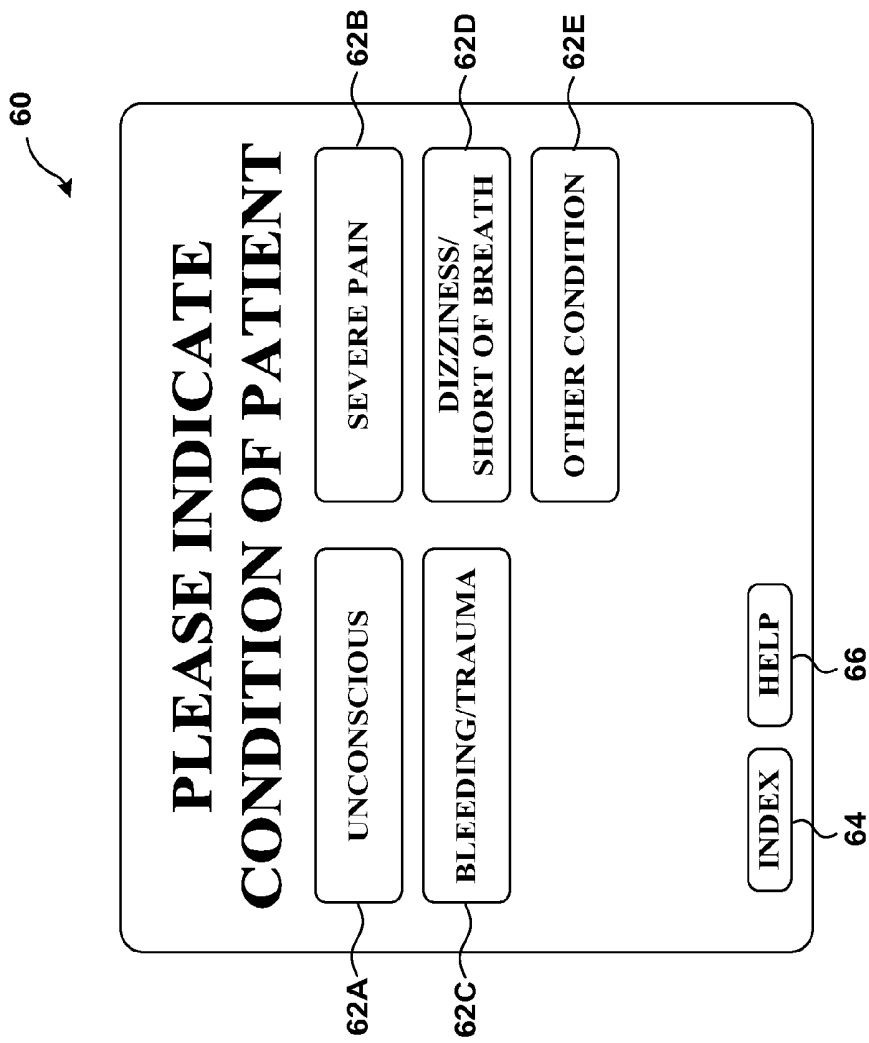 60
PLEASE INDICATE
CONDITION OF PATIENT
62A
UNCONSCIOUS
SEVERE PAIN
62B
62C
BLEEDING/TRAUMA
DIZZINESS/
SHORT OF BREATH
62D
OTHER CONDITION
62E
INDEX
HELP
64
66